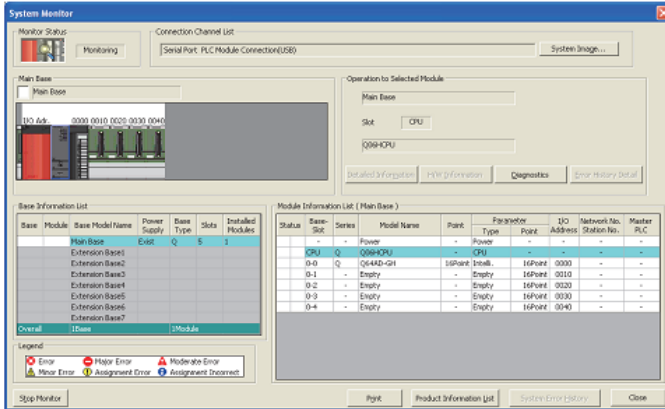 System Monitor
Monitor Status
Monitoring
Connection Channel List
Serial Port PLC Module Connection(USB)
System Image...
Main Base
Main Base
I/O Adr. 0000 0010 0020 0030 0040
Operation to Selected Module
Main Base
Slot CPU
Q06HCPU
Detailed Information H/W Information Diagnostics Error History Detail
Base Information List
Base Module Base Model Name Power Supply Base Type Slots Installed Modules
Main Base Exist Q 5 1
Extension Base1
Extension Base2
Extension Base3
Extension Base4
Extension Base5
Extension Base6
Extension Base7
Overall 1Base 1Module
Module Information List ( Main Base )
Status Base-Slot Series Model Name Point Parameter Type Point I/O Address Network No. Station No. Master PLC
- - Power - Power - - - -
CPU Q Q06HCPU - CPU - - - -
0-0 Q Q64RD-GH 16Point Intelli. 16Point 0000 - -
0-1 - Empty - Empty 16Point 0010 - -
0-2 - Empty - Empty 16Point 0020 - -
0-3 - Empty - Empty 16Point 0030 - -
0-4 - Empty - Empty 16Point 0040 - -
Legend
Error Major Error Moderate Error
Minor Error Assignment Error Assignment Incorrect
Stop Monitor Print Product Information List System Error History Close